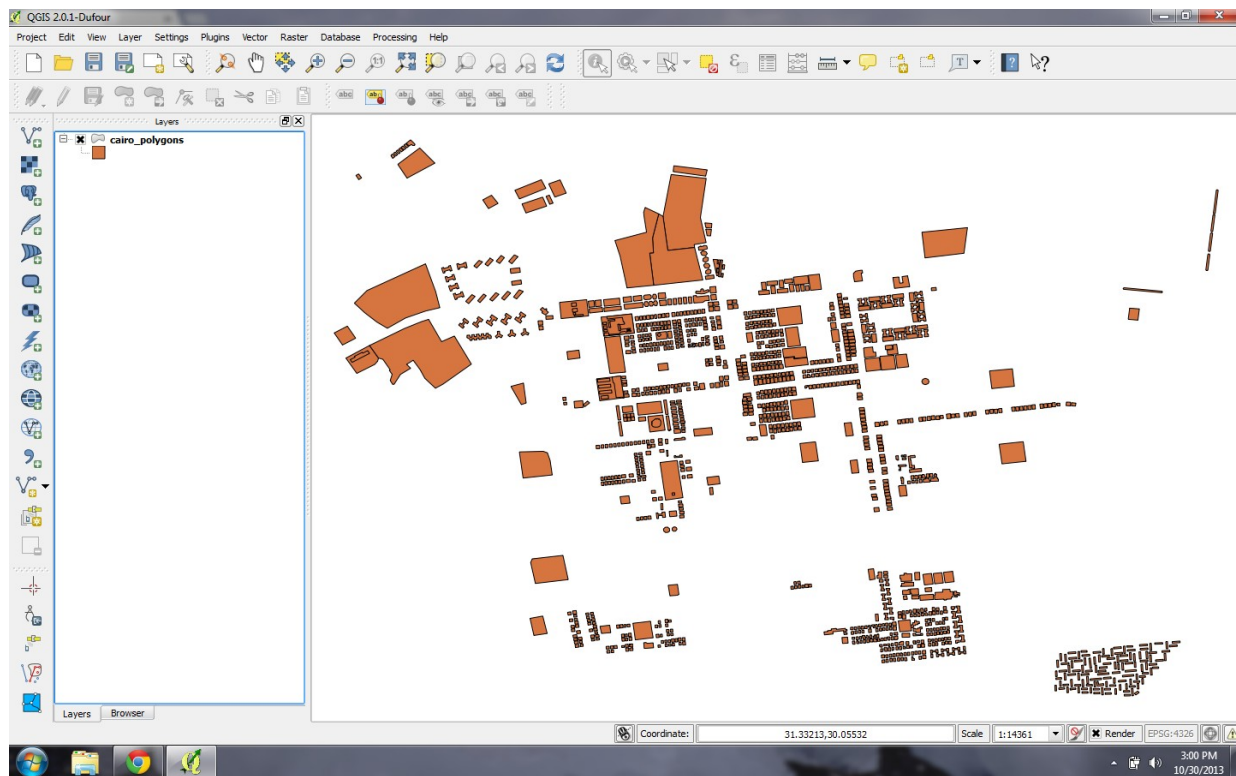 QGIS 2.0.1-Dufour
Project Edit View Layer Settings Plugins Vector Raster Database Processing Help
Layers
cairo_polygons
Layers Browser
Coordinate: 31.33213,30.05532 Scale 1:14361 Render EPSG:4326
3:00 PM
10/30/2013